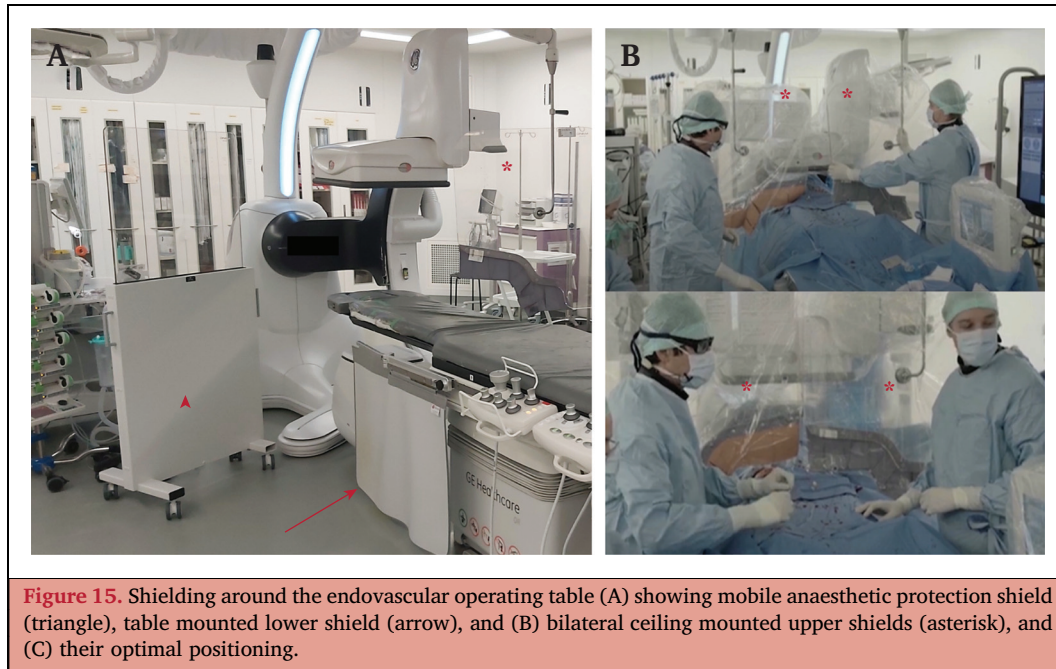 A
B
GE Healthcare
Figure 15. Shielding around the endovascular operating table (A) showing mobile anaesthetic protection shield
(triangle), table mounted lower shield (arrow), and (B) bilateral ceiling mounted upper shields (asterisk), and
(C) their optimal positioning.